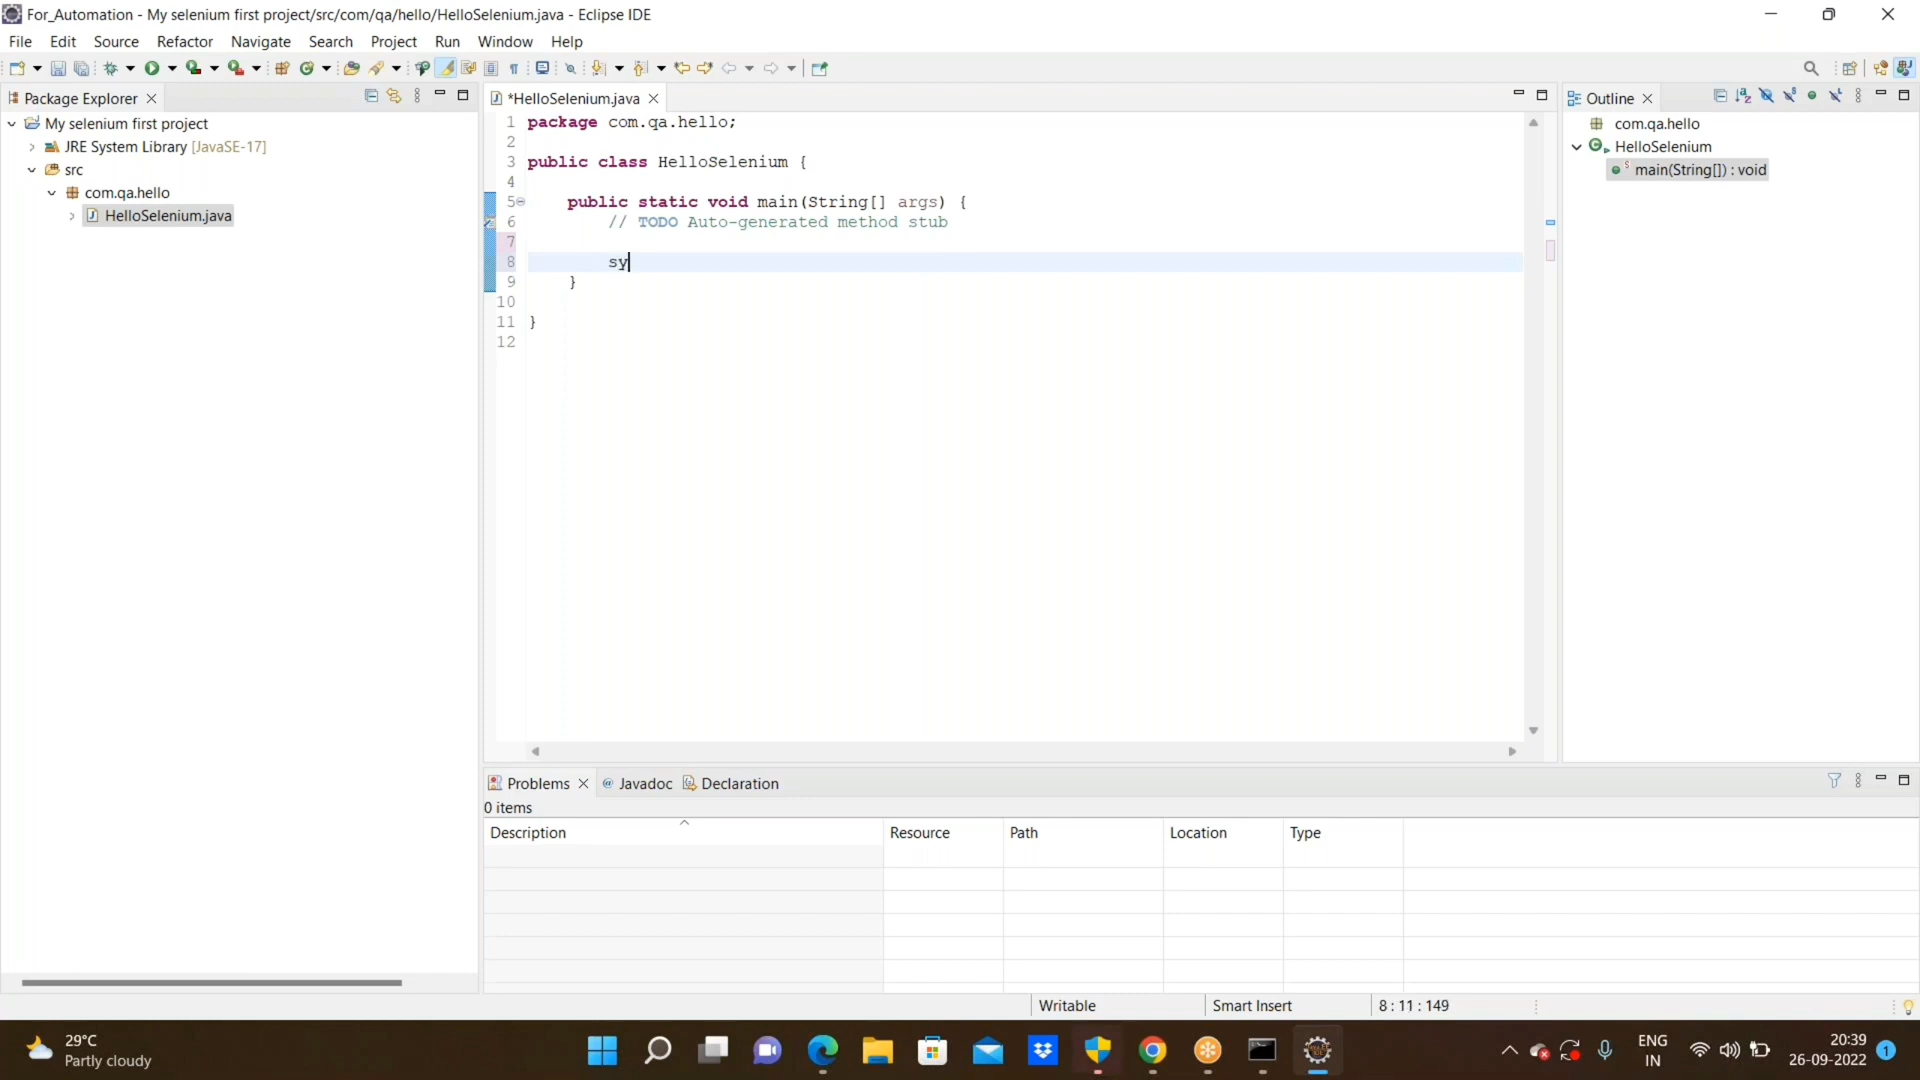 For_Automation - My selenium first project/src/com/qa/hello/HelloSelenium.java - Eclipse IDE
File Edit Source Refactor Navigate Search Project Run Window Help
Package Explorer
My selenium first project
JRE System Library [JavaSE-17]
src
com.qa.hello
HelloSelenium.java
*HelloSelenium.java
1 package com.qa.hello;
2
3 public class HelloSelenium {
4
5 public static void main(String[] args) {
6 // TODO Auto-generated method stub
7
8 sy
9 }
10
11 }
12
Outline
com.qa.hello
HelloSelenium
main(String[]) : void
Problems Javadoc Declaration
0 items
Description Resource Path Location Type
Writable Smart Insert 8 : 11 : 149
29°C
Partly cloudy
ENG
IN
20:39
26-09-2022
1